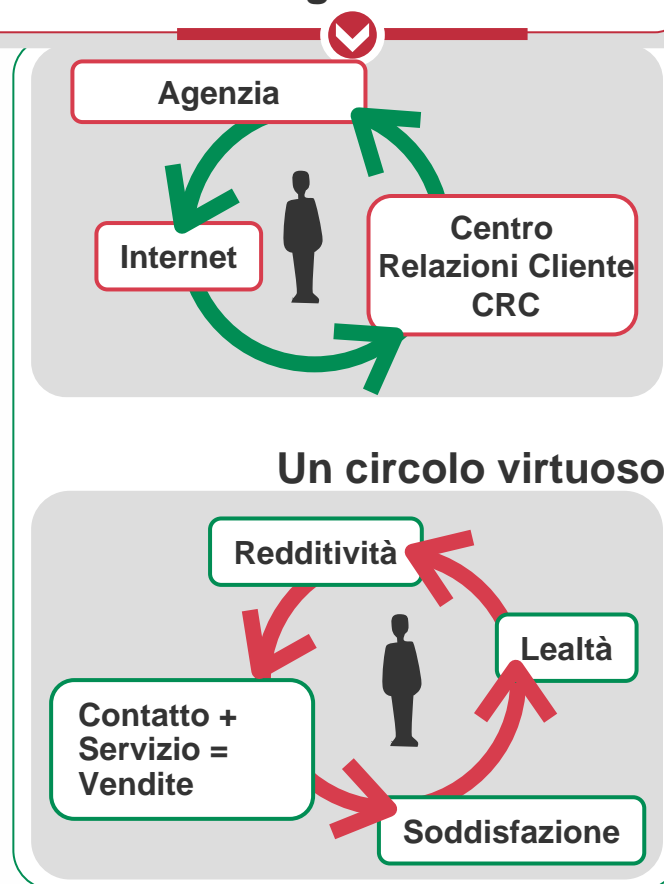 Agenzia
Internet
Centro
Relazioni Cliente
CRC
Un circolo virtuoso
Redditività
Lealtà
Contatto +
Servizio =
Vendite
Soddisfazione